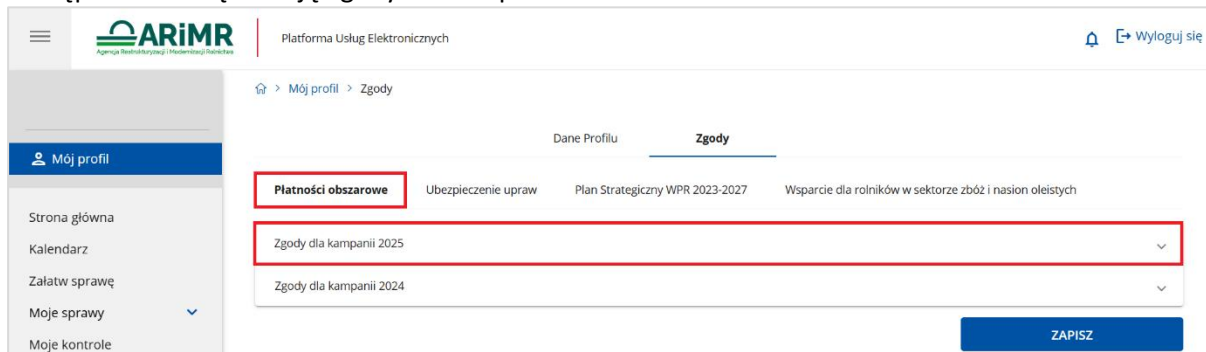 ARiMR
Agencja Restrukturyzacji i Modernizacji Rolnictwa
Platforma Usług Elektronicznych
Wyloguj się
Mój profil > Zgody
Dane Profilu
Zgody
Mój profil
Płatności obszarowe
Ubezpieczenie upraw
Plan Strategiczny WPR 2023-2027
Wsparcie dla rolników w sektorze zbóż i nasion oleistych
Strona główna
Kalendarz
Załatw sprawę
Moje sprawy
Moje kontrole
Zgody dla kampanii 2025
Zgody dla kampanii 2024
ZAPISZ